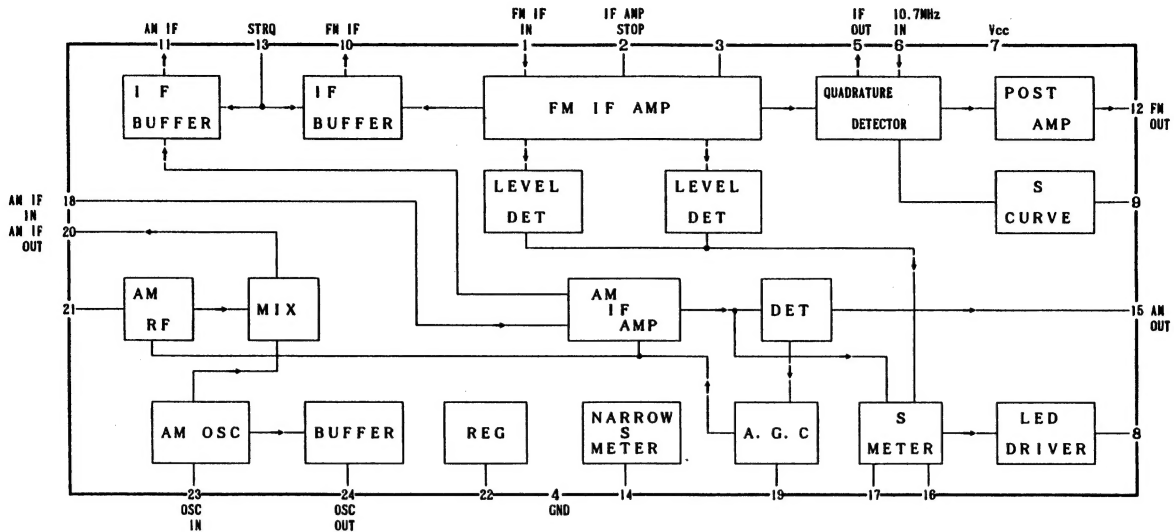 AM IF STRQ FM IF FM IF IN IF AMP STOP IF OUT 10.7MHz IN Vcc
11 13 10 1 2 3 5 6 7
IF BUFFER
IF BUFFER
FM IF AMP
QUADRATURE DETECTOR
POST AMP
12 FM OUT
LEVEL DET
LEVEL DET
S CURVE
9
AM IF IN 18
AM IF OUT 20
21
AM RF
MIX
AM IF AMP
DET
15 AM OUT
AM OSC
BUFFER
REG
NARROW S METER
A.G.C
S METER
LED DRIVER
8
23 24 22 4 14 19 17 16
OSC IN OSC OUT GND